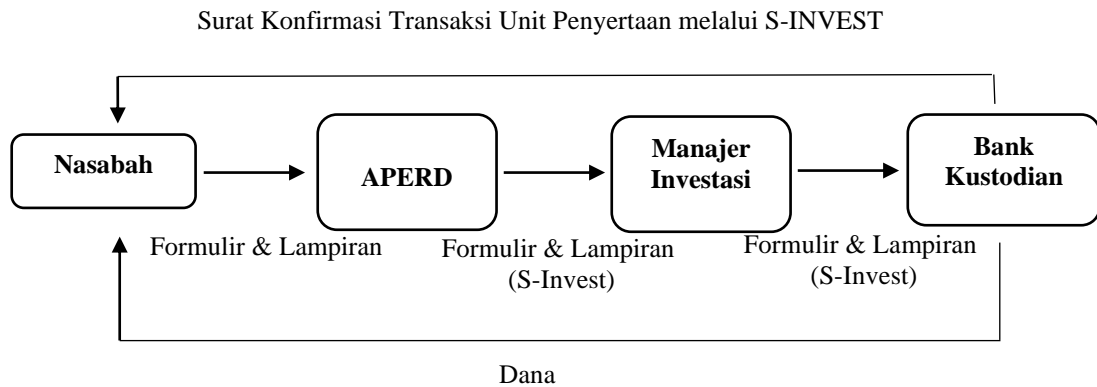 Surat Konfirmasi Transaksi Unit Penyertaan melalui S-INVEST
Nasabah
APERD
Manajer
Investasi
Bank
Kustodian
Formulir & Lampiran
Formulir & Lampiran
(S-Invest)
Formulir & Lampiran
(S-Invest)
Dana